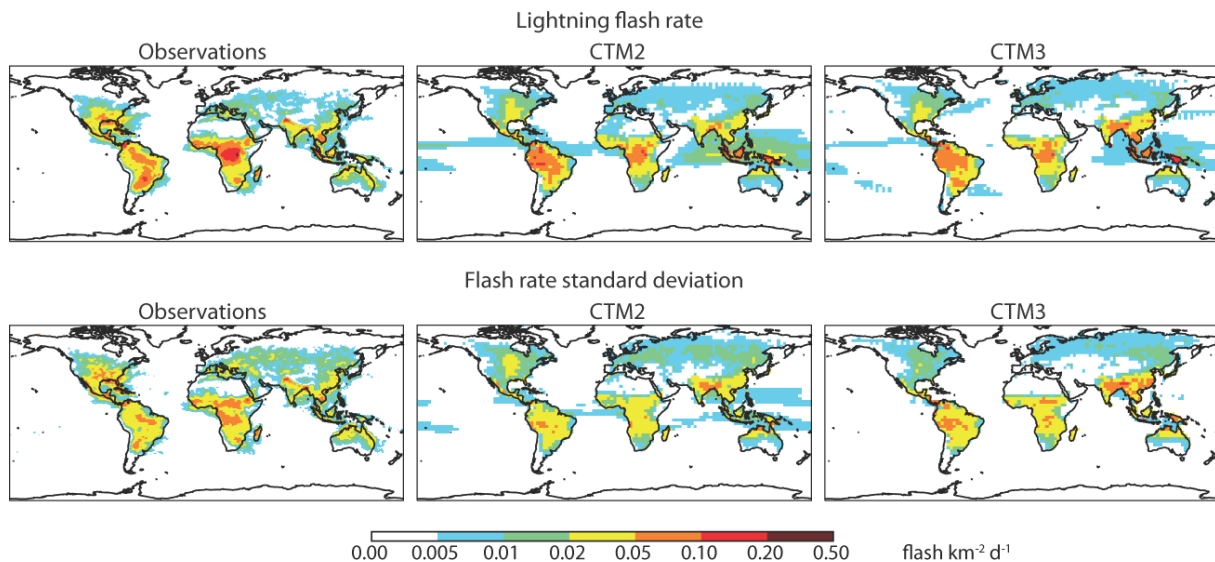 Lightning flash rate
Observations CTM2 CTM3
Flash rate standard deviation
Observations CTM2 CTM3
0.00 0.005 0.01 0.02 0.05 0.10 0.20 0.50 flash km⁻² d⁻¹